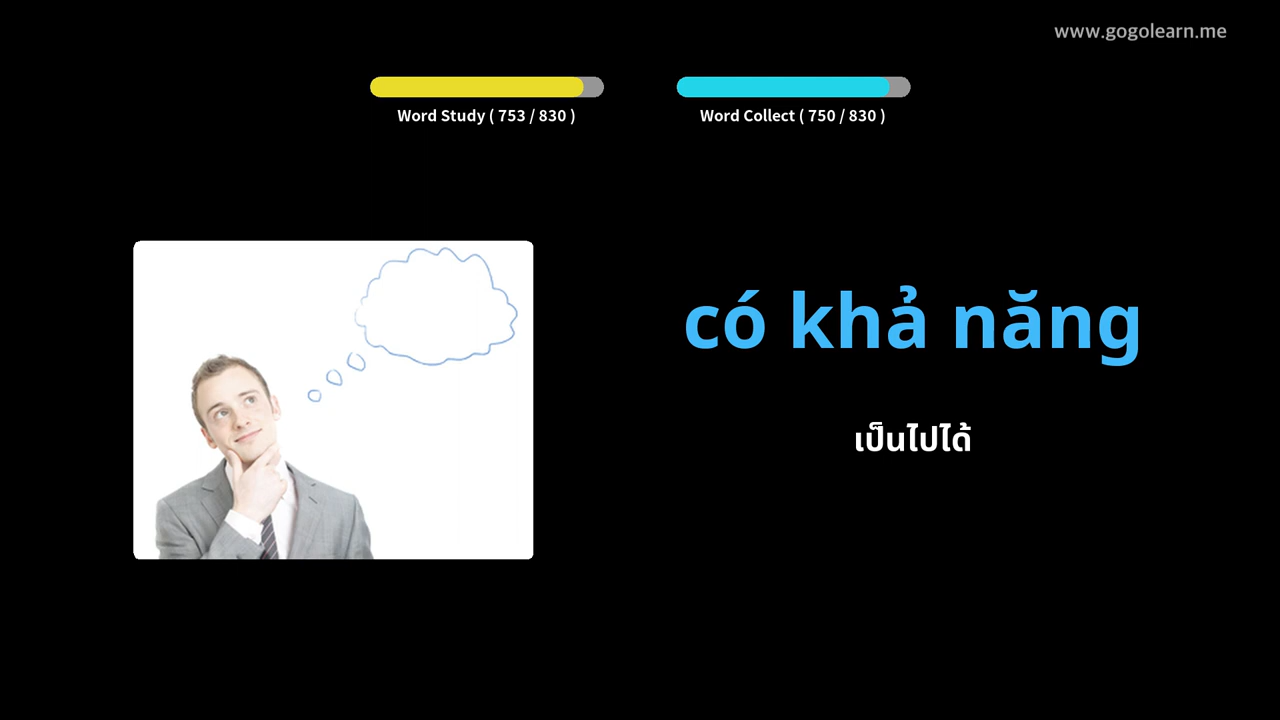 www.gogolearn.me
Word Study ( 753 / 830 )
Word Collect ( 750 / 830 )
có khả năng
เป็นไปได้